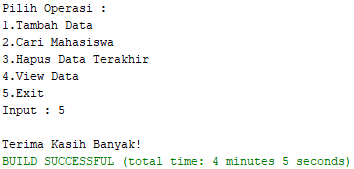 Pilih Operasi :
1.Tambah Data
2.Cari Mahasiswa
3.Hapus Data Terakhir
4.View Data
5.Exit
Input : 5
Terima Kasih Banyak!
BUILD SUCCESSFUL (total time: 4 minutes 5 seconds)